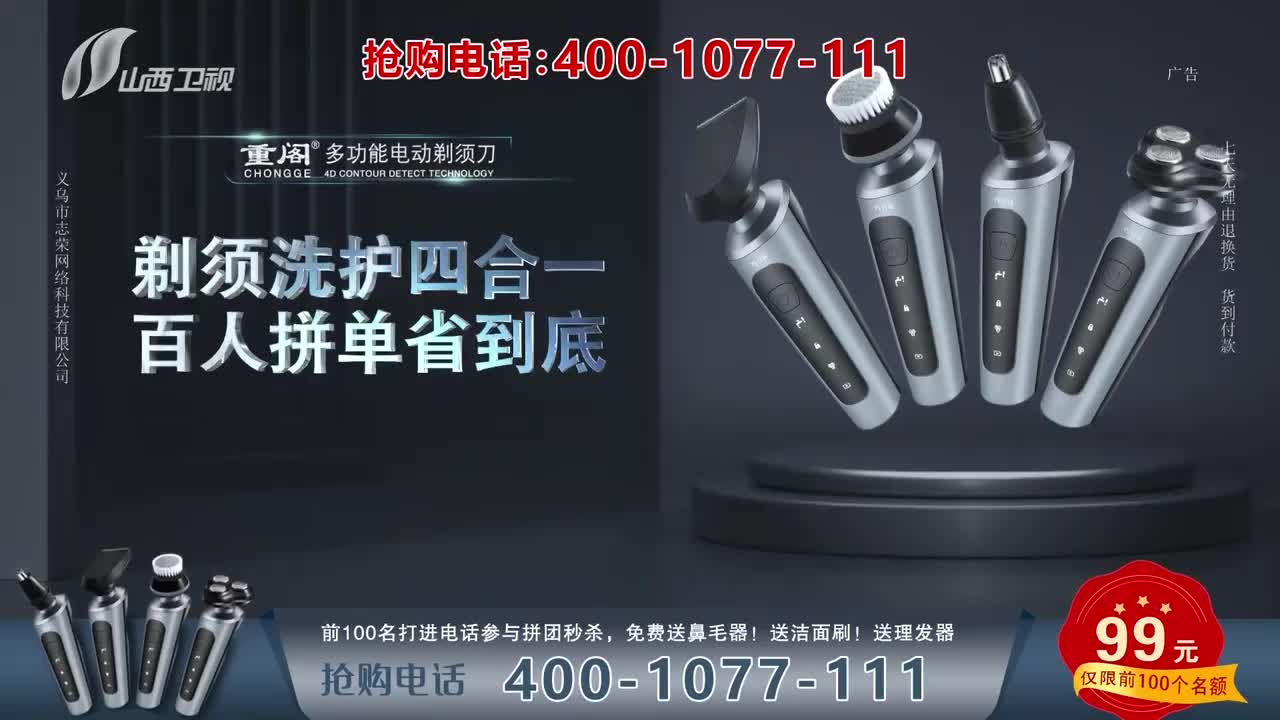 山西卫视
抢购电话:400-1077-111
广告
重阁® 多功能电动剃须刀
CHONGGE 4D CONTOUR DETECT TECHNOLOGY
义乌市志荣网络科技有限公司
剃须洗护四合一
百人拼单省到底
七天无理由退换货 货到付款
前100名打进电话参与拼团秒杀，免费送鼻毛器！送洁面刷！送理发器
抢购电话 400-1077-111
99元
仅限前100个名额